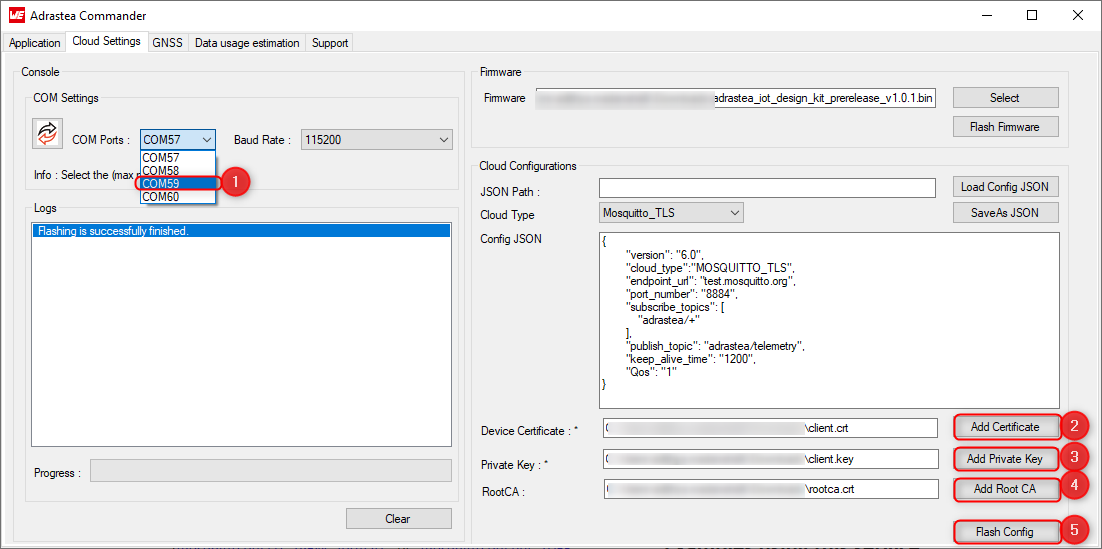 WE Adrastea Commander
Application Cloud Settings GNSS Data usage estimation Support
Console
COM Settings
COM Ports : COM57 Baud Rate : 115200
COM57
COM58
COM59 1
COM60
Info : Select the (max
Logs
Flashing is successfully finished.
Progress :
Clear
Firmware
Firmware adrastea_iot_design_kit_prerelease_v1.0.1.bin Select
Flash Firmware
Cloud Configurations
JSON Path : Load Config JSON
Cloud Type Mosquitto_TLS SaveAs JSON
Config JSON
{
"version": "6.0",
"cloud_type":"MOSQUITTO_TLS",
"endpoint_url": "test.mosquitto.org",
"port_number": "8884",
"subscribe_topics": [
"adrastea/+"
],
"publish_topic": "adrastea/telemetry",
"keep_alive_time": "1200",
"Qos": "1"
}
Device Certificate : * \client.crt Add Certificate 2
Private Key : * \client.key Add Private Key 3
RootCA : \rootca.crt Add Root CA 4
Flash Config 5